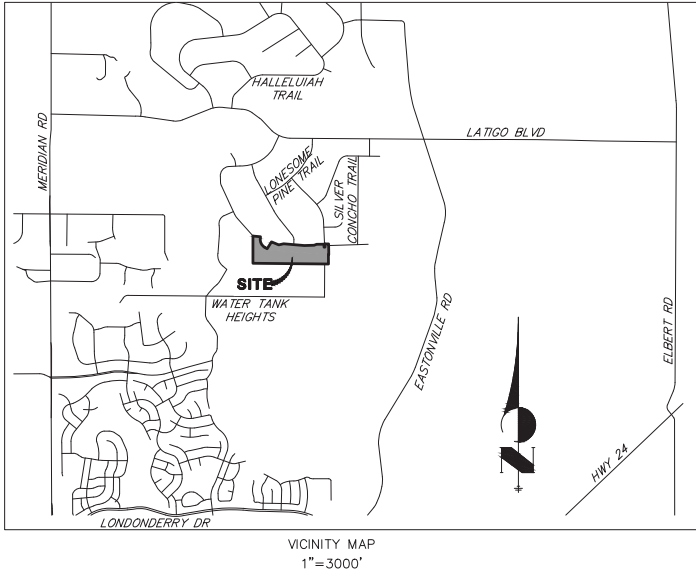 HALLELUIAH
TRAIL
MERIDIAN RD
LATIGO BLVD
LONESOME
PINE TRAIL
SILVER
CONCHO TRAIL
SITE
WATER TANK
HEIGHTS
EASTONVILLE RD
ELBERT RD
HWY 24
N
LONDONDERRY DR
VICINITY MAP
1"=3000'